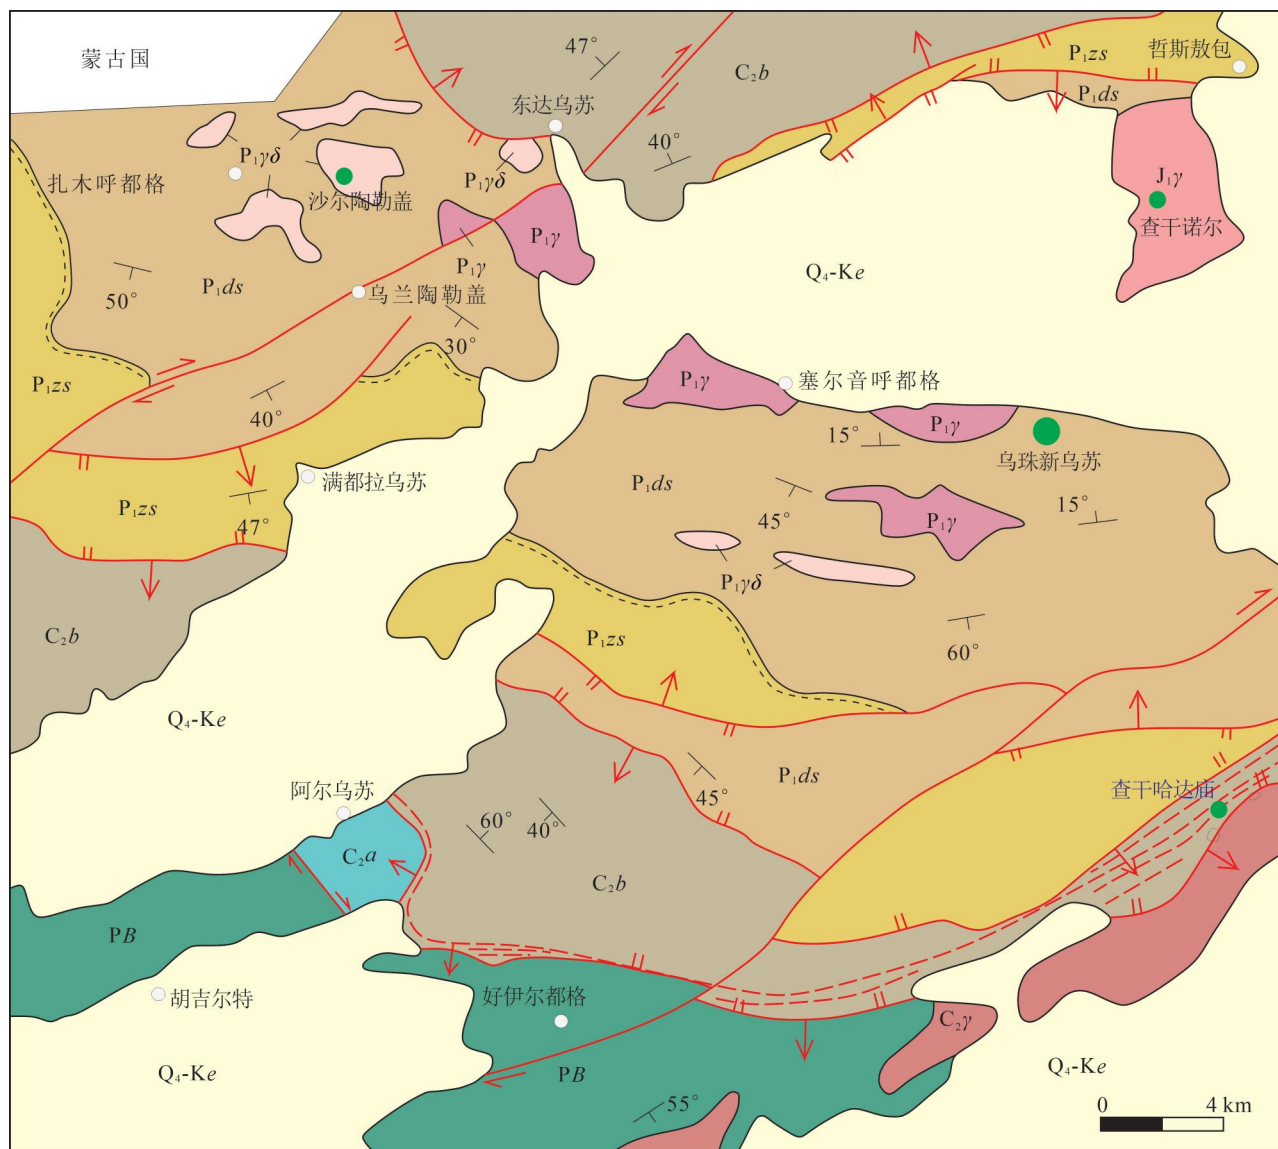 蒙古国
47°
C₂b
P₁zs
哲斯敖包
P₁ds
东达乌苏
40°
P₁γδ
P₁γδ
扎木呼都格
沙尔陶勒盖
J₁γ
查干诺尔
P₁γ
P₁γ
Q₄-Ke
50°
P₁ds
乌兰陶勒盖
30°
P₁zs
P₁γ
塞尔音呼都格
40°
15°
P₁γ
乌珠新乌苏
满都拉乌苏
P₁ds
P₁zs
47°
45°
P₁γ
15°
P₁γδ
C₂b
P₁zs
60°
Q₄-Ke
P₁ds
阿尔乌苏
45°
查干哈达庙
60°
40°
C₂a
C₂b
PB
胡吉尔特
好伊尔都格
C₂γ
Q₄-Ke
PB
Q₄-Ke
55°
0 4 km